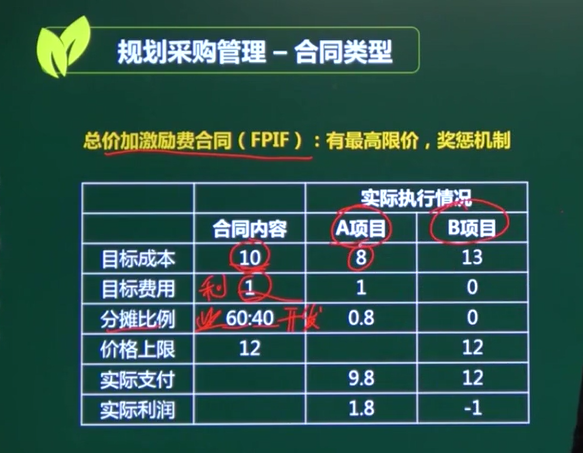 规划采购管理 – 合同类型
总价加激励费合同（FPIF）：有最高限价，奖惩机制
实际执行情况
合同内容 A项目 B项目
目标成本 10 8 13
目标费用 利 1 1 0
分摊比例 业 60:40 开发 0.8 0
价格上限 12 12
实际支付 9.8 12
实际利润 1.8 -1